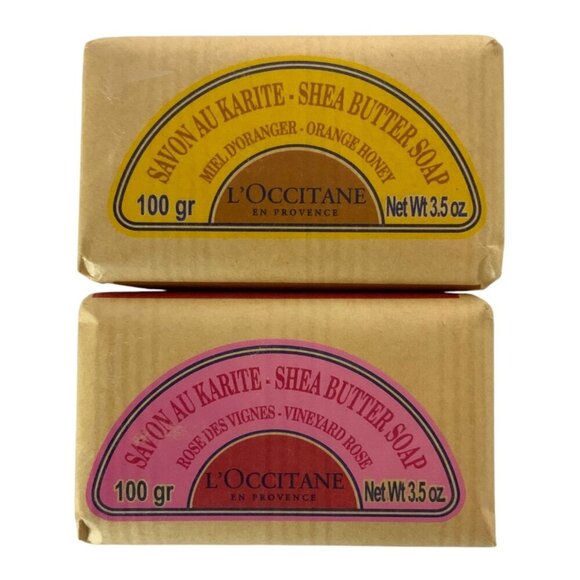 SAVON AU KARITE - SHEA BUTTER SOAP
MIEL D'ORANGER - ORANGE HONEY
L'OCCITANE
EN PROVENCE
100 gr
Net Wt 3.5 oz.
SAVON AU KARITE - SHEA BUTTER SOAP
ROSE DES VIGNES - VINEYARD ROSE
L'OCCITANE
EN PROVENCE
100 gr
Net Wt 3.5 oz.